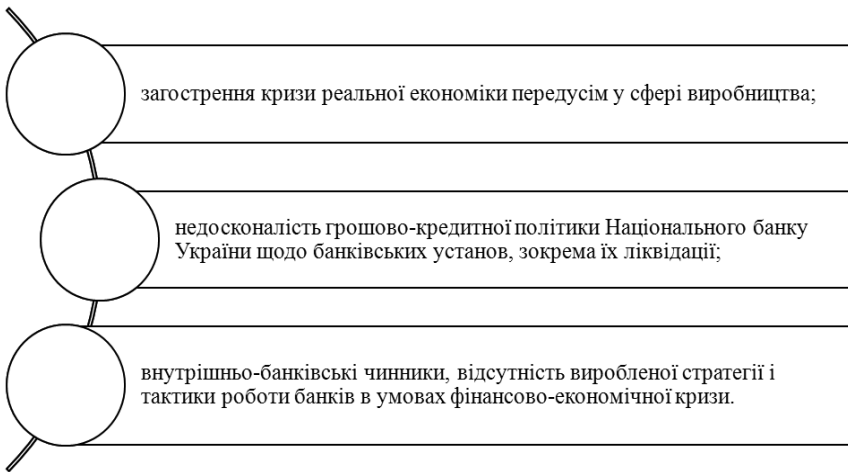 загострення кризи реальної економіки передусім у сфері виробництва;
недосконалість грошово-кредитної політики Національного банку
України щодо банківських установ, зокрема їх ліквідації;
внутрішньо-банківські чинники, відсутність виробленої стратегії і
тактики роботи банків в умовах фінансово-економічної кризи.